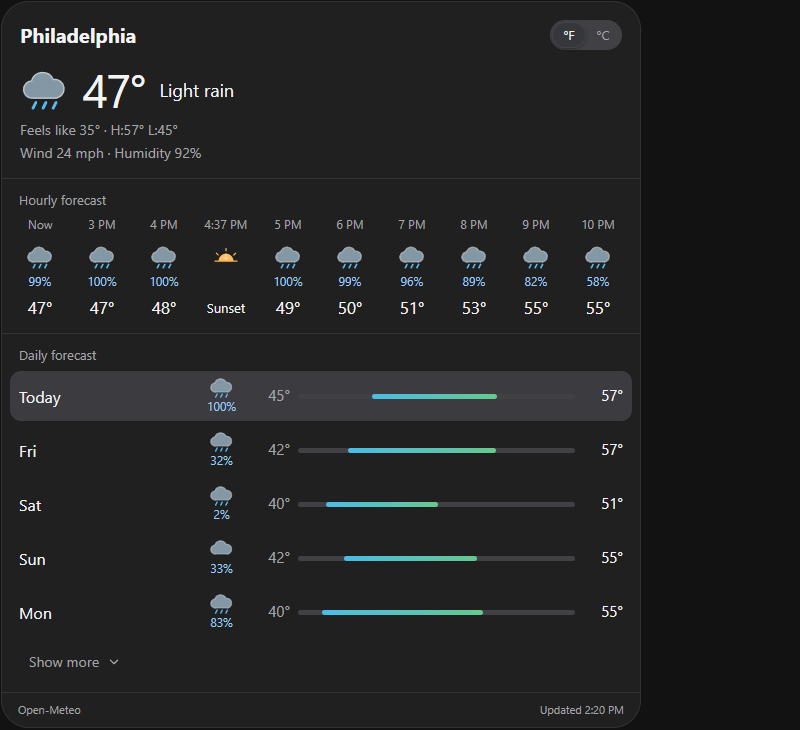 Philadelphia
°F °C
47° Light rain
Feels like 35° · H:57° L:45°
Wind 24 mph · Humidity 92%
Hourly forecast
Now 3 PM 4 PM 4:37 PM 5 PM 6 PM 7 PM 8 PM 9 PM 10 PM
99% 100% 100% 100% 99% 96% 89% 82% 58%
47° 47° 48° Sunset 49° 50° 51° 53° 55° 55°
Daily forecast
Today 100% 45° 57°
Fri 32% 42° 57°
Sat 2% 40° 51°
Sun 33% 42° 55°
Mon 83% 40° 55°
Show more
Open-Meteo Updated 2:20 PM